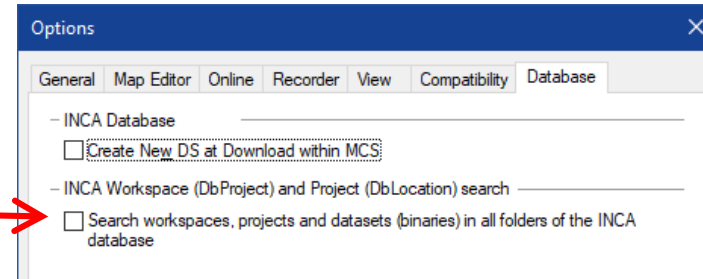 Options
General Map Editor Online Recorder View Compatibility Database
INCA Database
Create New DS at Download within MCS
INCA Workspace (DbProject) and Project (DbLocation) search
Search workspaces, projects and datasets (binaries) in all folders of the INCA
database